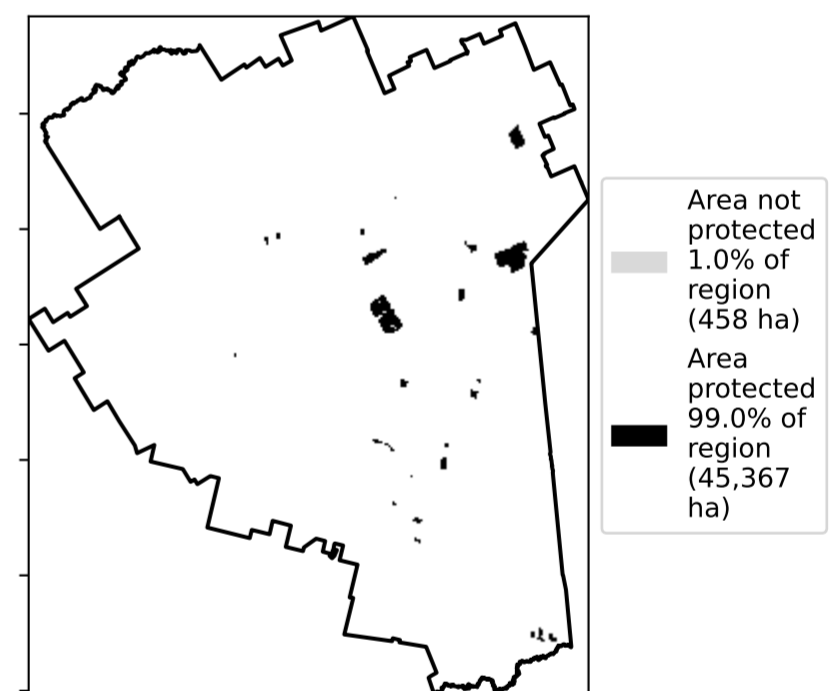 Area not
protected
1.0% of
region
(458 ha)
Area
protected
99.0% of
region
(45,367
ha)